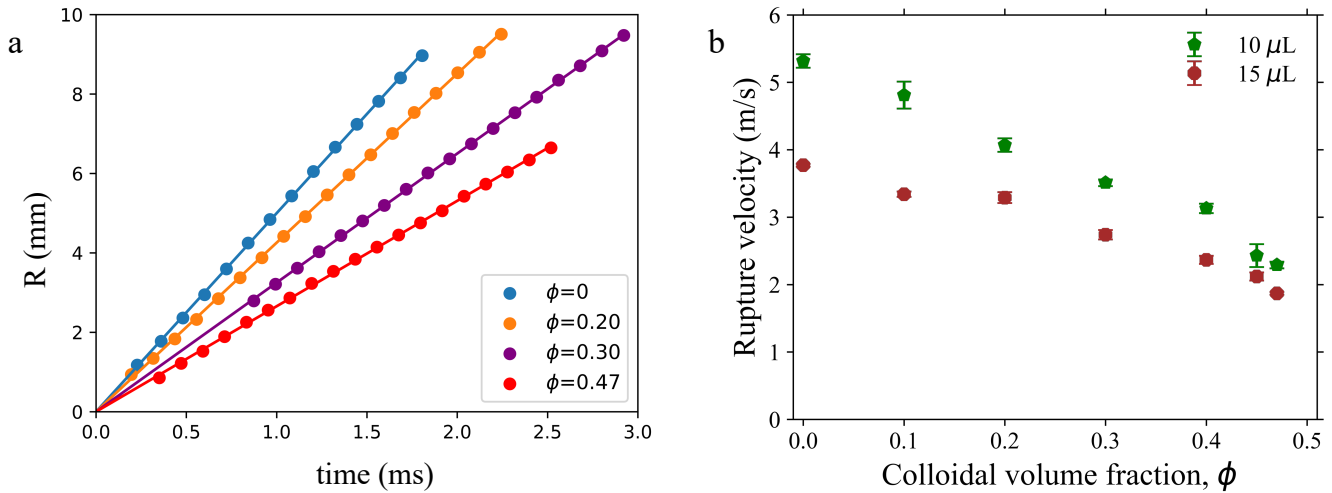 a
R (mm)
10
8
6
4
2
0
0.0 0.5 1.0 1.5 2.0 2.5 3.0
time (ms)
ϕ=0
ϕ=0.20
ϕ=0.30
ϕ=0.47
b
Rupture velocity (m/s)
6
5
4
3
2
1
0
0.0 0.1 0.2 0.3 0.4 0.5
Colloidal volume fraction, ϕ
10 μL
15 μL